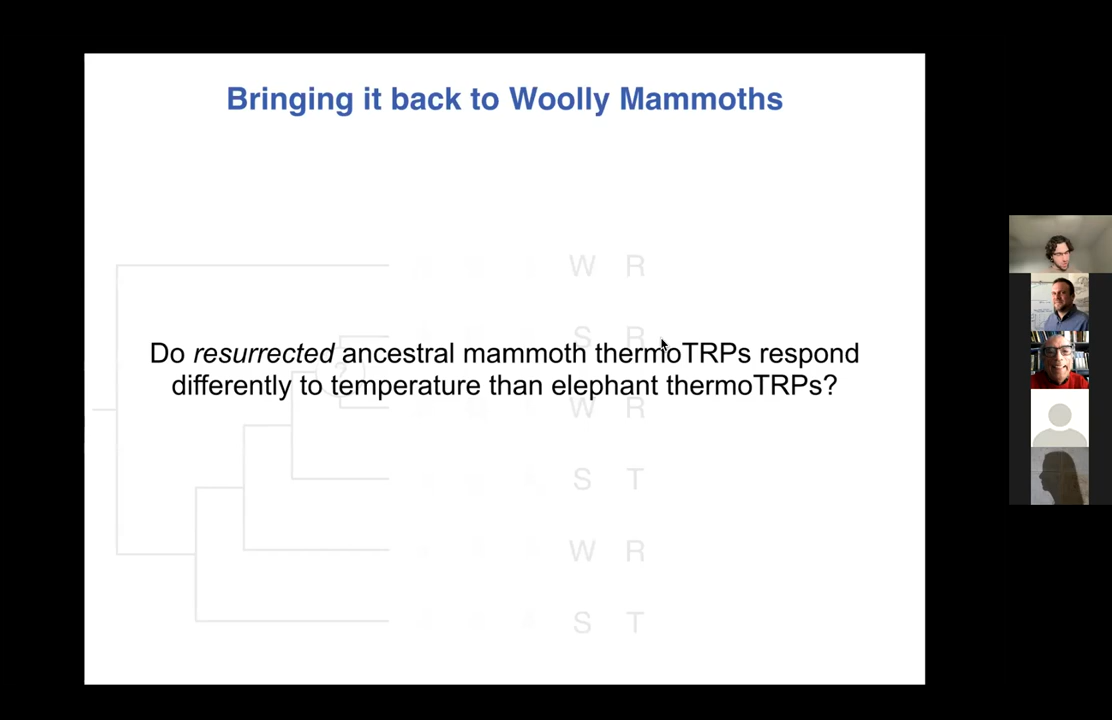 Bringing it back to Woolly Mammoths
W R
S R
Do resurrected ancestral mammoth thermoTRPs respond
differently to temperature than elephant thermoTRPs?
?
W R
S T
W R
S T